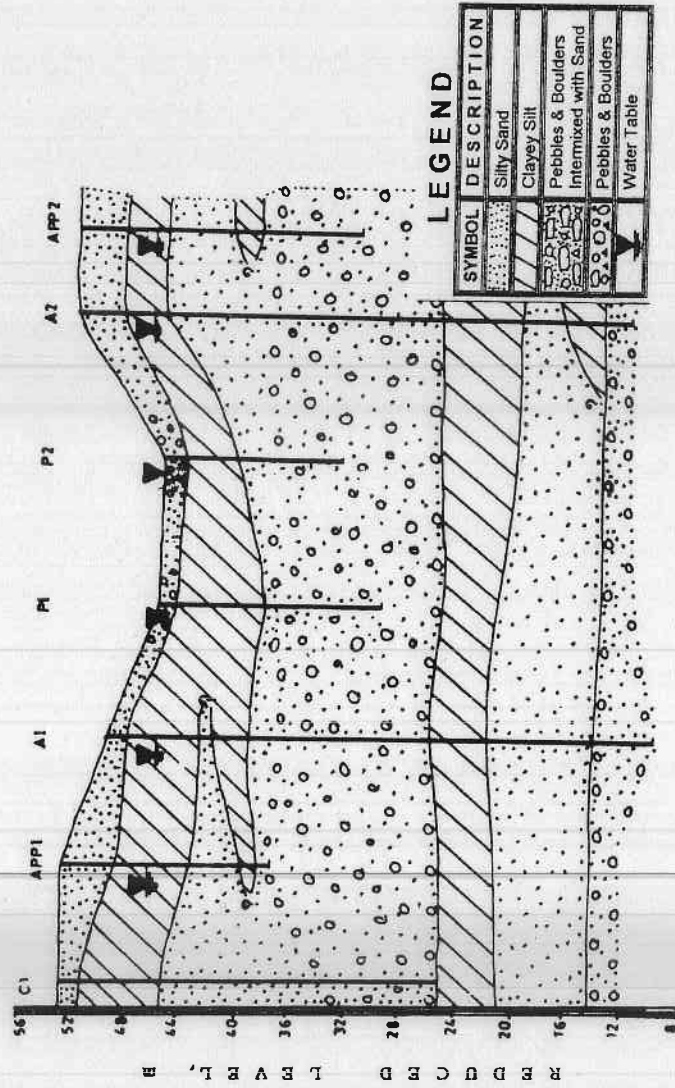 C1
APP1
A1
P1
P2
A2
APP2
56
52
48
44
40
36
32
28
24
20
16
12
8
REDUCED LEVEL, m
LEGEND
SYMBOL DESCRIPTION
Silty Sand
Clayey Silt
Pebbles & Boulders
Intermixed with Sand
Pebbles & Boulders
Water Table